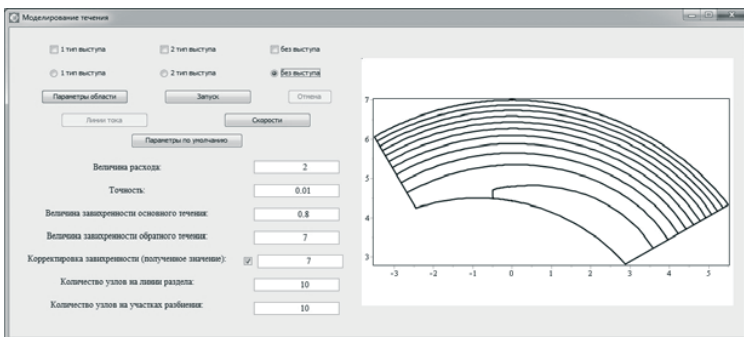 Моделирование течения
1 тип выступа 2 тип выступа без выступа
1 тип выступа 2 тип выступа без выступа
Параметры области Запуск Отмена
Линии тока Скорости
Параметры по умолчанию
Величина расхода: 2
Точность: 0.01
Величина завихренности основного течения: 0.8
Величина завихренности обратного течения: 7
Корректировка завихренности (полученное значение): 7
Количество узлов на линии раздела: 10
Количество узлов на участках разбиения: 10
7
6
5
4
3
-3 -2 -1 0 1 2 3 4 5